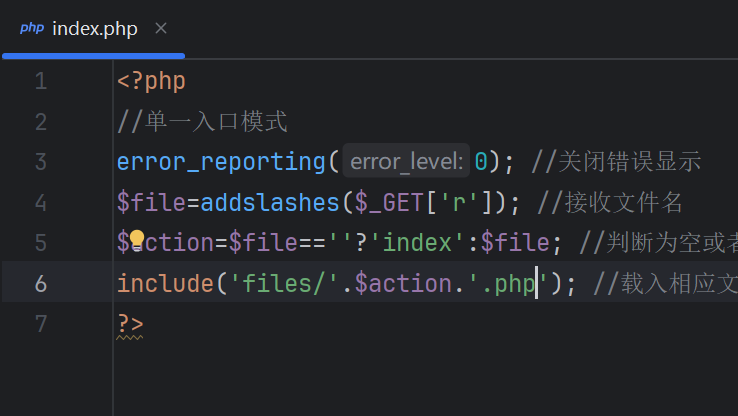 php index.php ×
1 <?php
2 //单一入口模式
3 error_reporting( error_level: 0); //关闭错误显示
4 $file=addslashes($_GET['r']); //接收文件名
5 $action=$file==''?'index':$file; //判断为空或者
6 include('files/'.$action.'.php'); //载入相应文
7 ?>